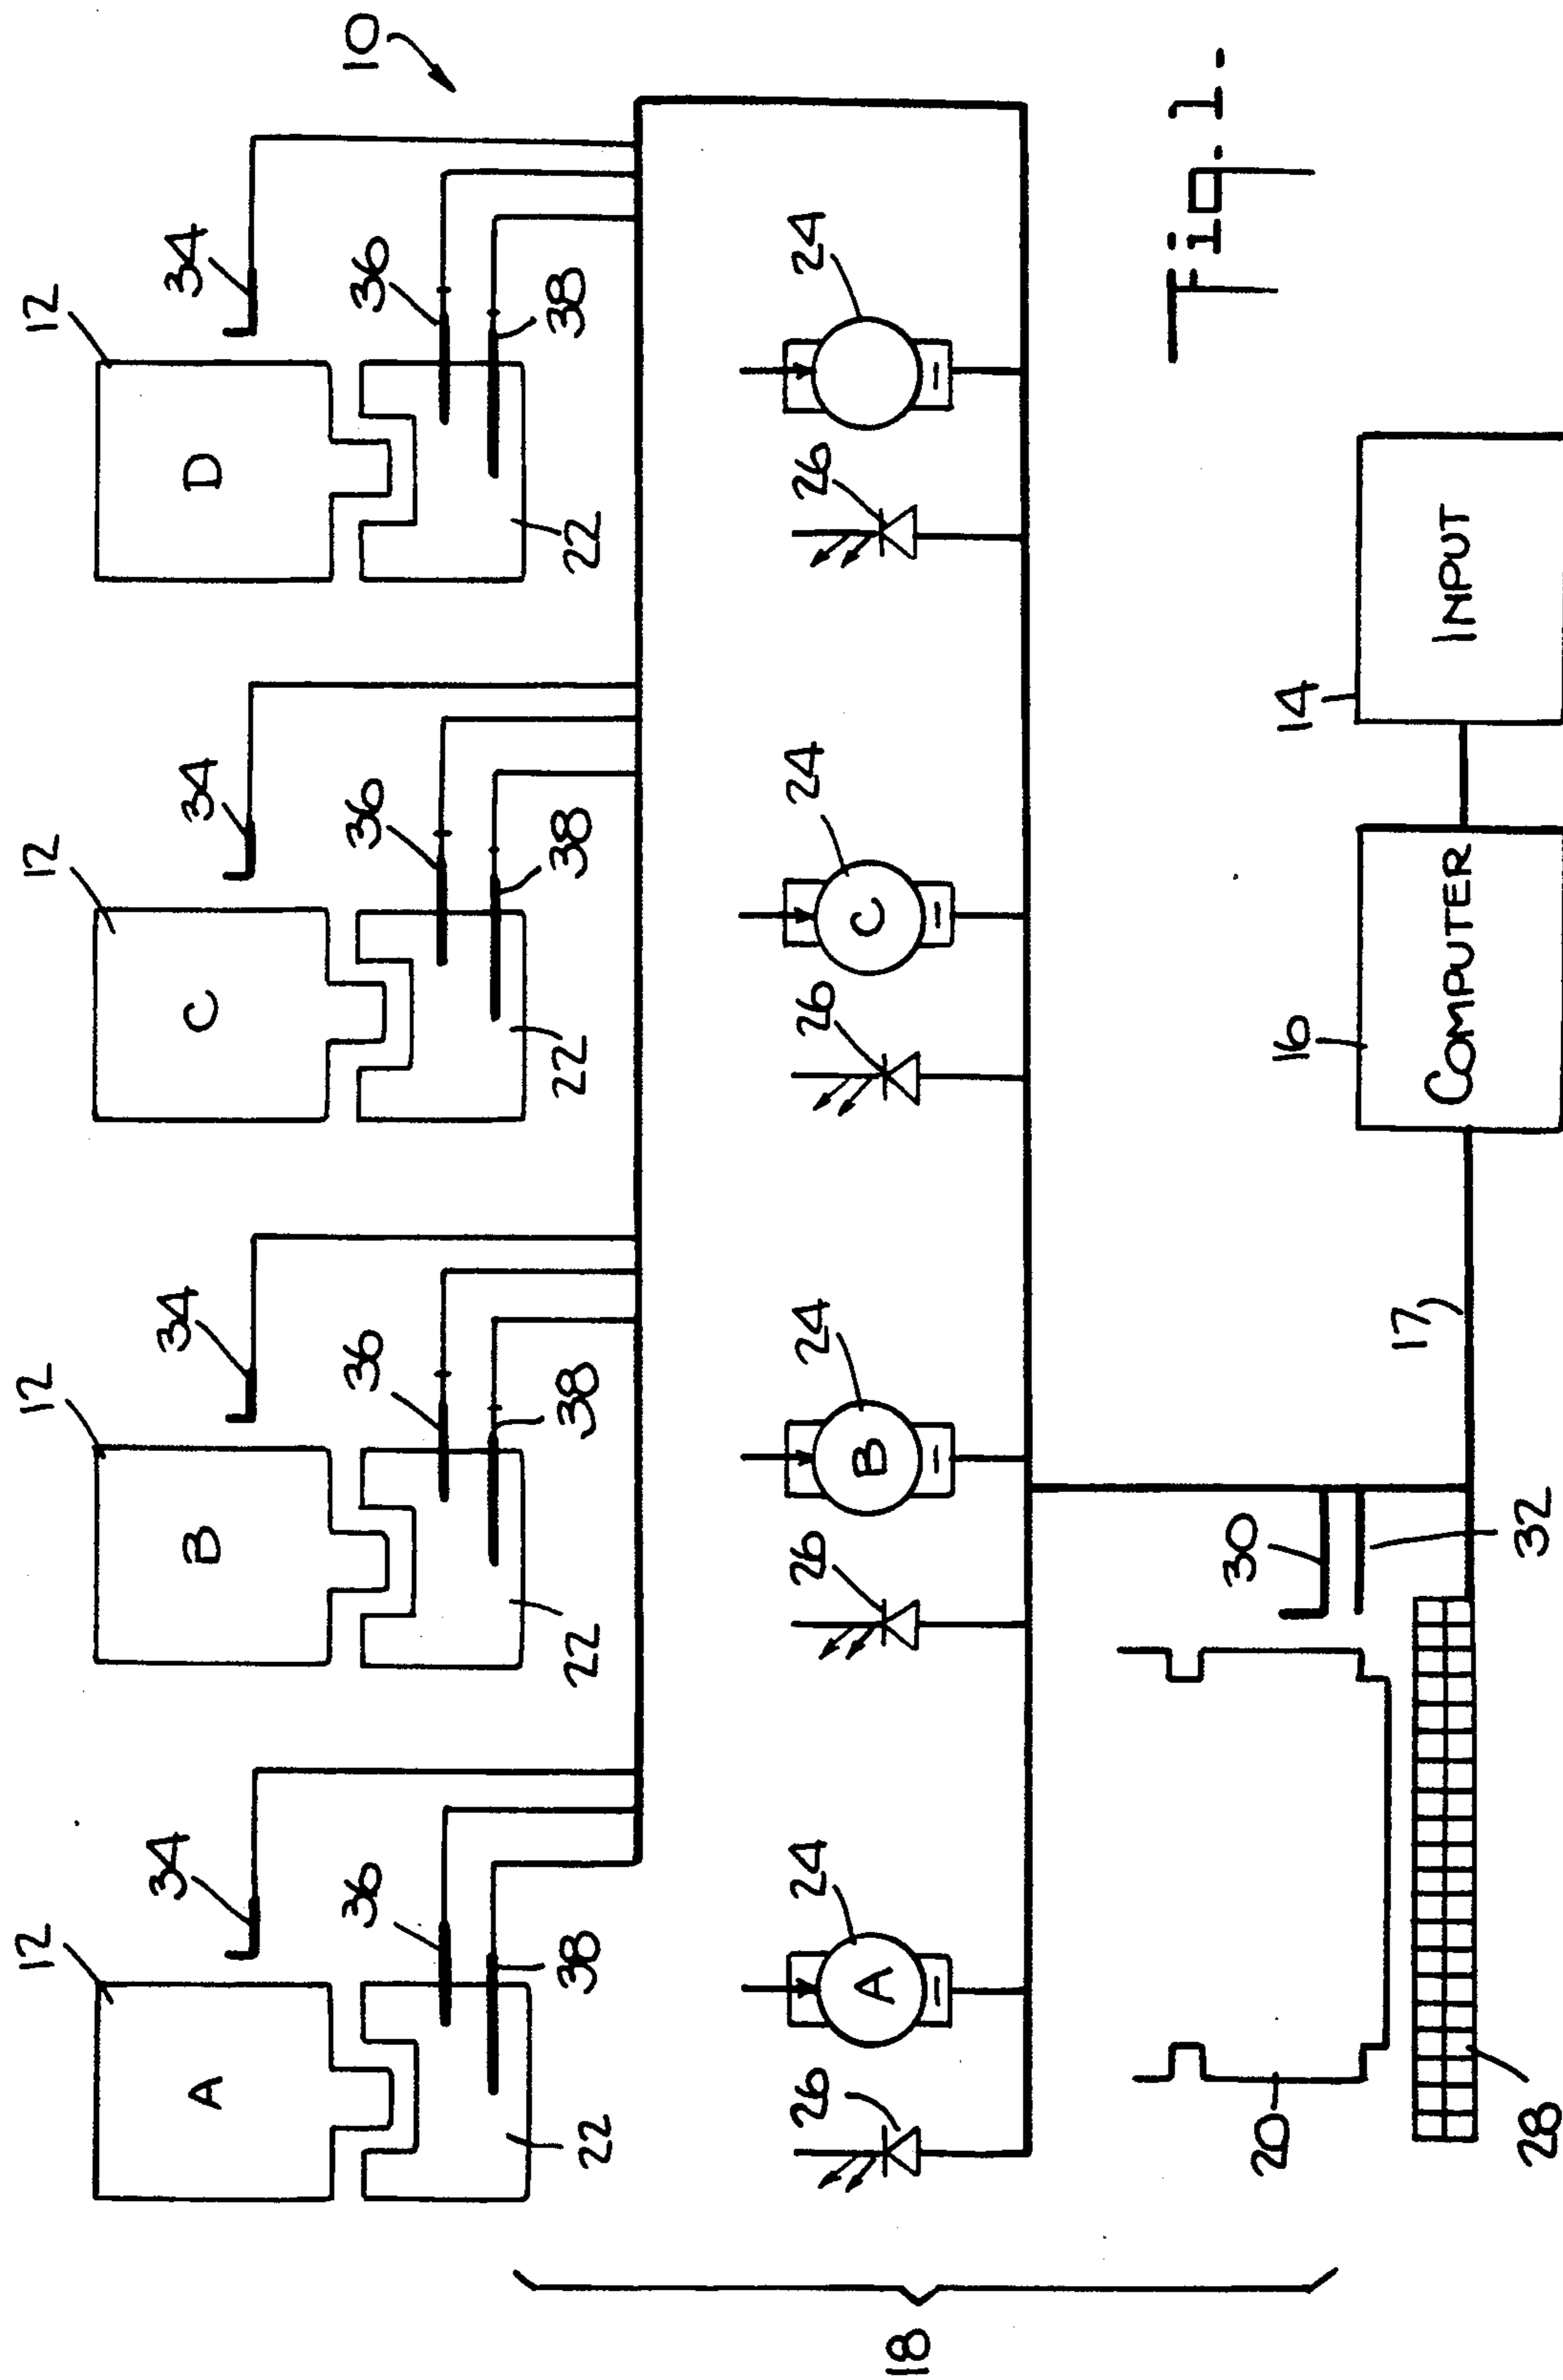 12 12 12 12
34 34 34 34
A B C D
10
36 36 36 36
38 38 38 38
22 22 22 22
26 24 26 24 26 24 26 24
A B C
18
Fig. 1.
20 30 16 14
17
COMPUTER INPUT
28 32